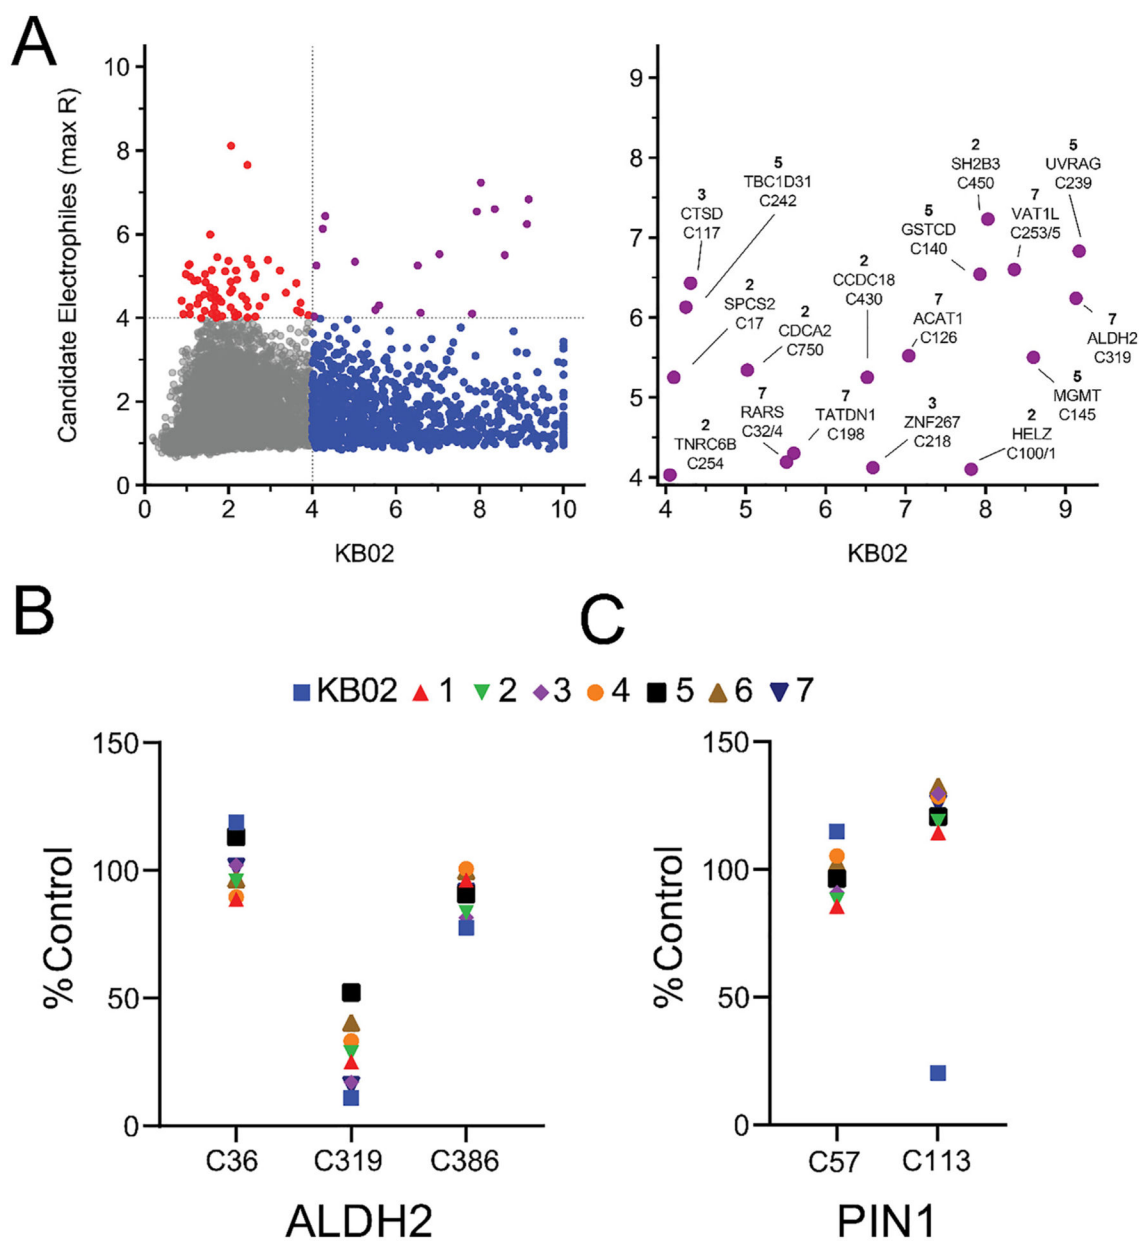 A
Candidate Electrophiles (max R)
10
8
6
4
2
0
0
2
4
6
8
10
KB02
9
8
7
6
5
4
4
5
6
7
8
9
KB02
3
CTSD
C117
5
TBC1D31
C242
2
SPCS2
C17
2
CDCA2
C750
2
TNRC6B
C254
7
RARS
C32/4
7
TATDN1
C198
2
CCDC18
C430
7
ACAT1
C126
3
ZNF267
C218
5
GSTCD
C140
2
SH2B3
C450
7
VAT1L
C253/5
5
UVRAG
C239
7
ALDH2
C319
5
MGMT
C145
2
HELZ
C100/1
B
C
KB02 1 2 3 4 5 6 7
% Control
150
100
50
0
C36 C319 C386
ALDH2
% Control
150
100
50
0
C57 C113
PIN1